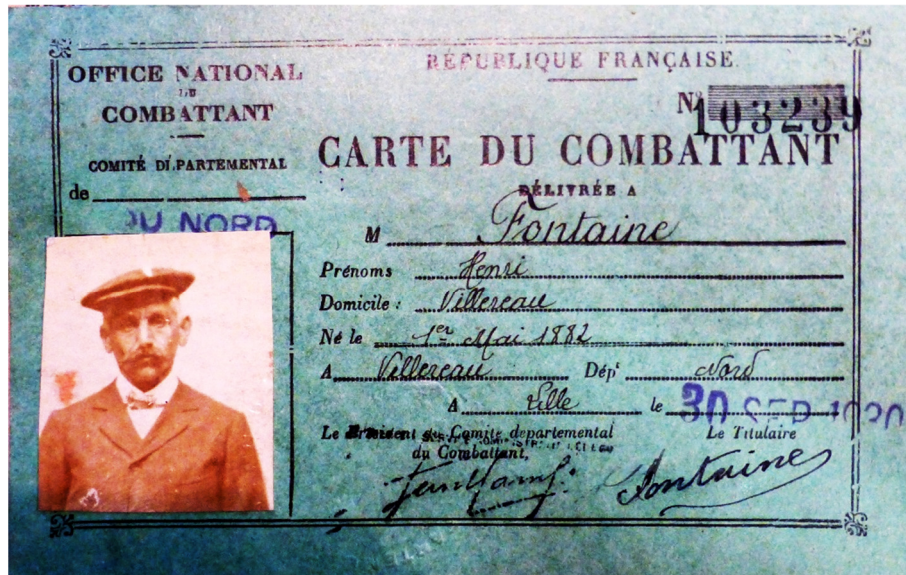 OFFICE NATIONAL
DU
COMBATTANT
COMITÉ DÉPARTEMENTAL
de
DU NORD
RÉPUBLIQUE FRANÇAISE
Nº 103239
CARTE DU COMBATTANT
DÉLIVRÉE A
M Fontaine
Prénoms Henri
Domicile : Villereau
Né le 1er Mai 1882
A Villereau Dépt Nord
A Lille le 30 SEP 1930
Le Président du Comité départemental
du Combattant,
Le Titulaire
Fontaine